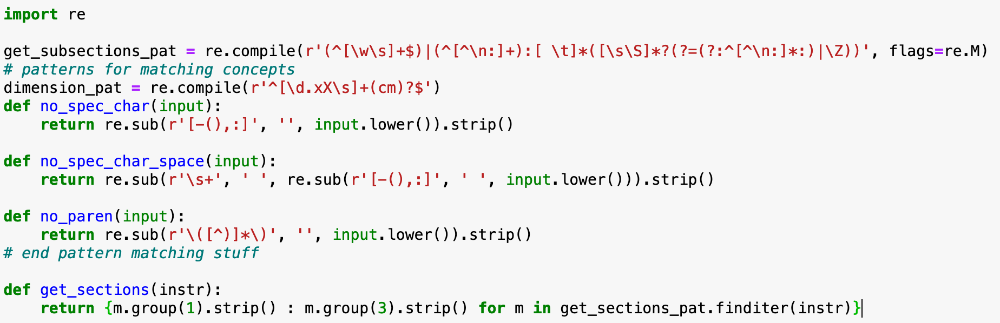 import re
get_subsections_pat = re.compile(r'(^[\w\s]+$)|(^[^\n:]+):[ \t]*([\s\S]*?(?=(?:^[^\n:]*:)|\Z))', flags=re.M)
# patterns for matching concepts
dimension_pat = re.compile(r'^[\d.xX\s]+(cm)?$')
def no_spec_char(input):
    return re.sub(r'[-(),:]', '', input.lower()).strip()
def no_spec_char_space(input):
    return re.sub(r'\s+', ' ', re.sub(r'[-(),:]', ' ', input.lower())).strip()
def no_paren(input):
    return re.sub(r'\([^)]*\)', '', input.lower()).strip()
# end pattern matching stuff
def get_sections(instr):
    return {m.group(1).strip() : m.group(3).strip() for m in get_sections_pat.finditer(instr)}